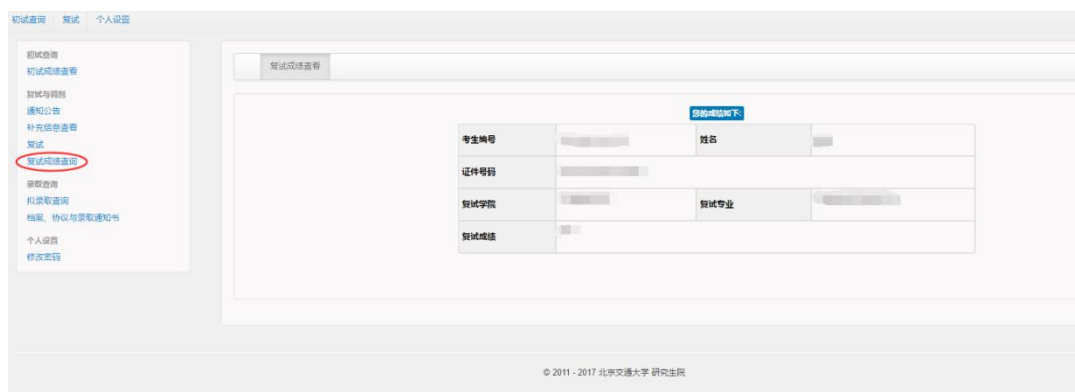 初试查询 复试 个人设置
初试查询
初试成绩查看
复试与调剂
通知公告
补充信息查看
复试
复试成绩查询
录取查询
拟录取查询
档案、协议与录取通知书
个人设置
修改密码
复试成绩查看
您的成绩如下:
考生编号 姓名
证件号码
复试学院 复试专业
复试成绩
© 2011 - 2017 北京交通大学 研究生院